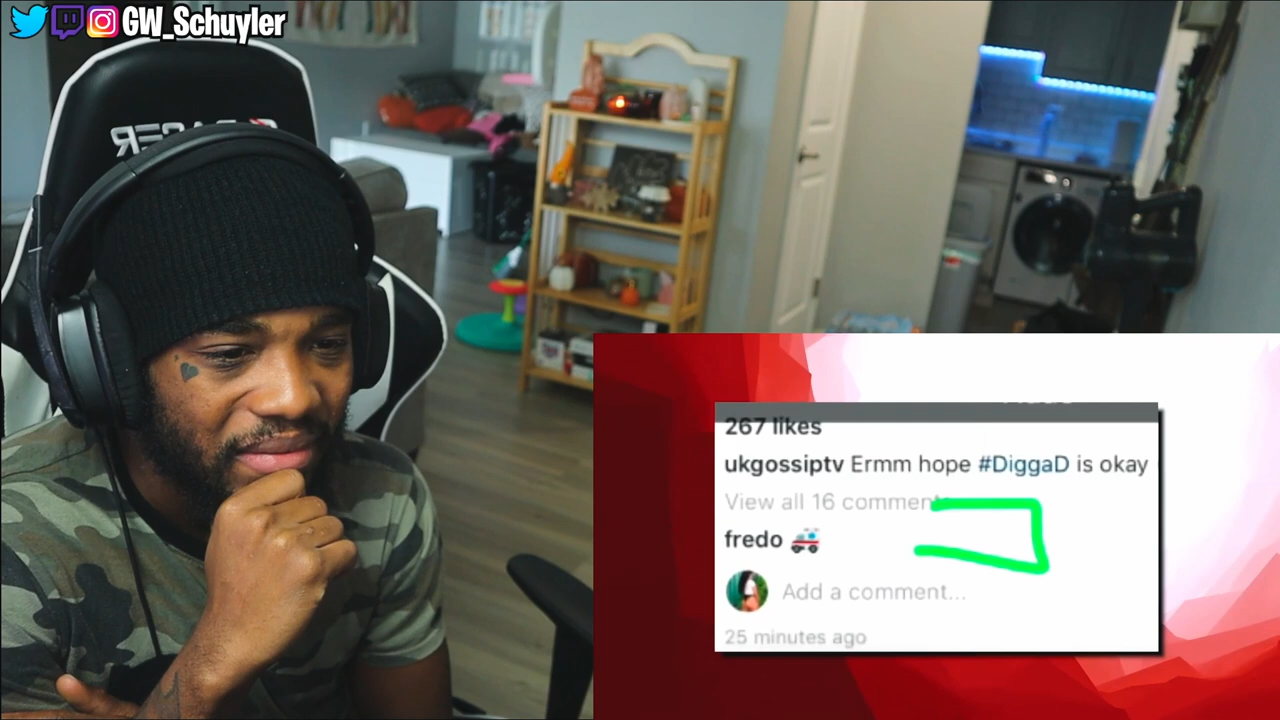 GW_Schuyler
267 likes
ukgossiptv Ermm hope #DiggaD is okay
View all 16 comments
fredo 🚑
Add a comment...
25 minutes ago